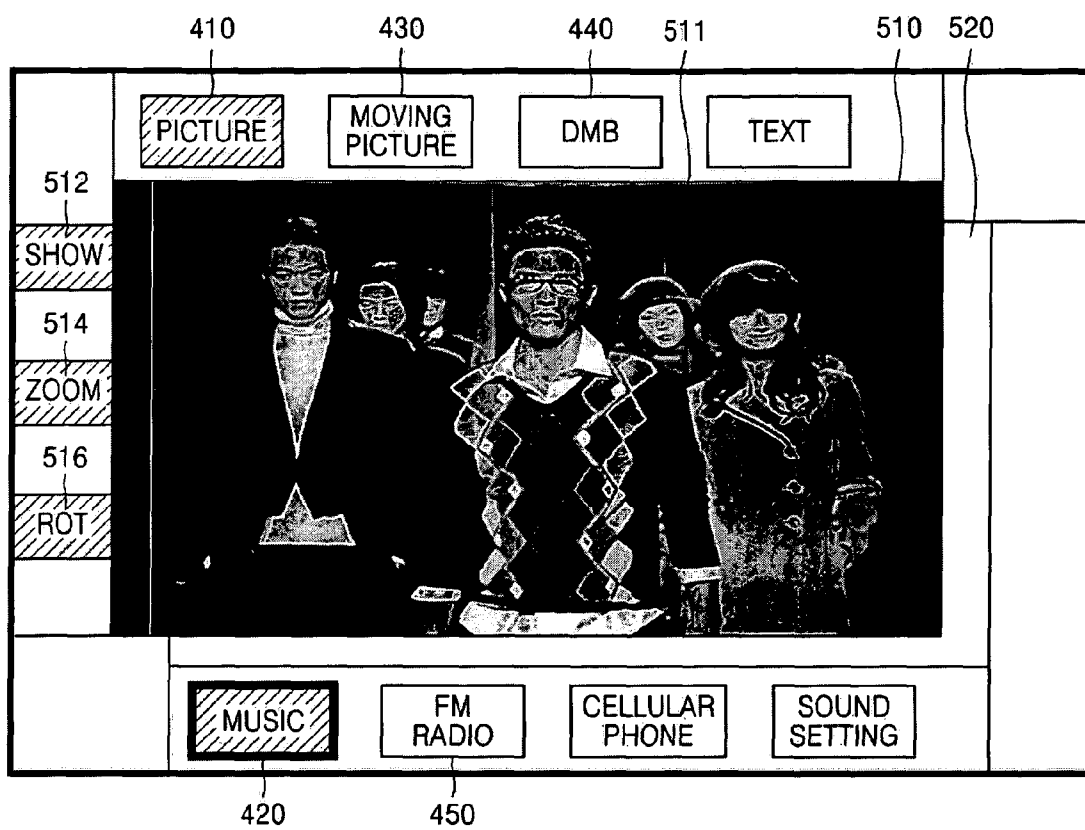 410 430 440 511 510 520
PICTURE
MOVING
PICTURE
DMB
TEXT
512
SHOW
514
ZOOM
516
ROT
MUSIC
FM
RADIO
CELLULAR
PHONE
SOUND
SETTING
420 450